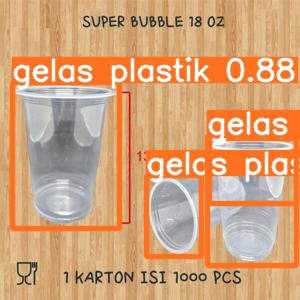 SUPER BUBBLE 18 OZ
gelas plastik 0.88
gelas
gelas plas
1 KARTON ISI 1000 PCS